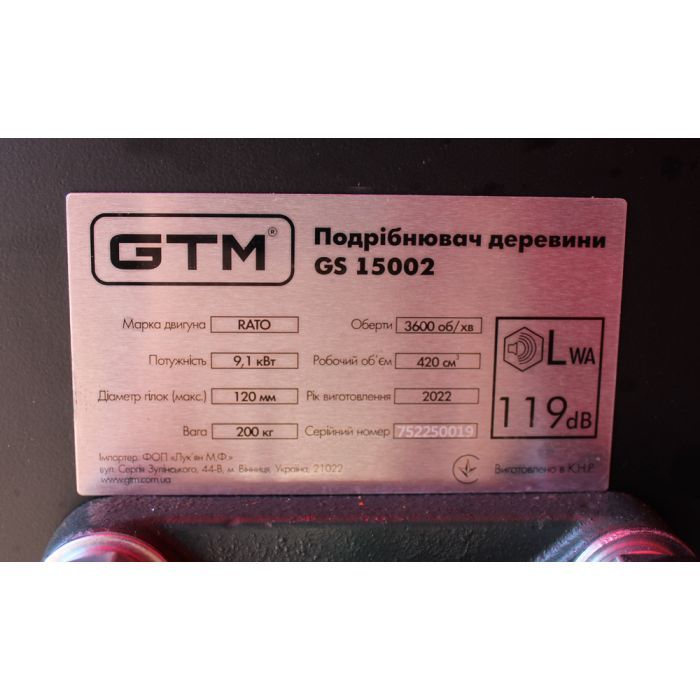 GTM®
Подрібнювач деревини
GS 15002
Марка двигуна RATO Оберти 3600 об/хв
Потужність 9,1 кВт Робочий об'єм 420 см³
Діаметр гілок (макс.) 120 мм Рік виготовлення 2022
Вага 200 кг Серійний номер 752250019
LWA
119dB
Імпортер: ФОП «Лук'ян М.Ф.»
вул. Сергія Зулінського, 44-В, м. Вінниця, Україна, 21022
www.gtm.com.ua
Виготовлено в К.Н.Р.